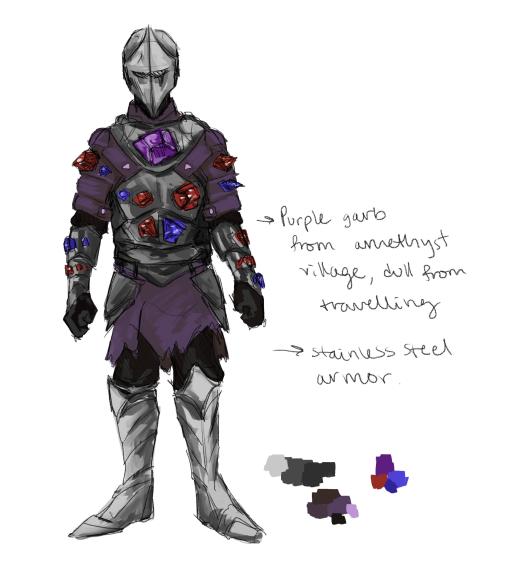 → Purple garb
from amethyst
village, dull from
travelling
→ stainless steel
armor.